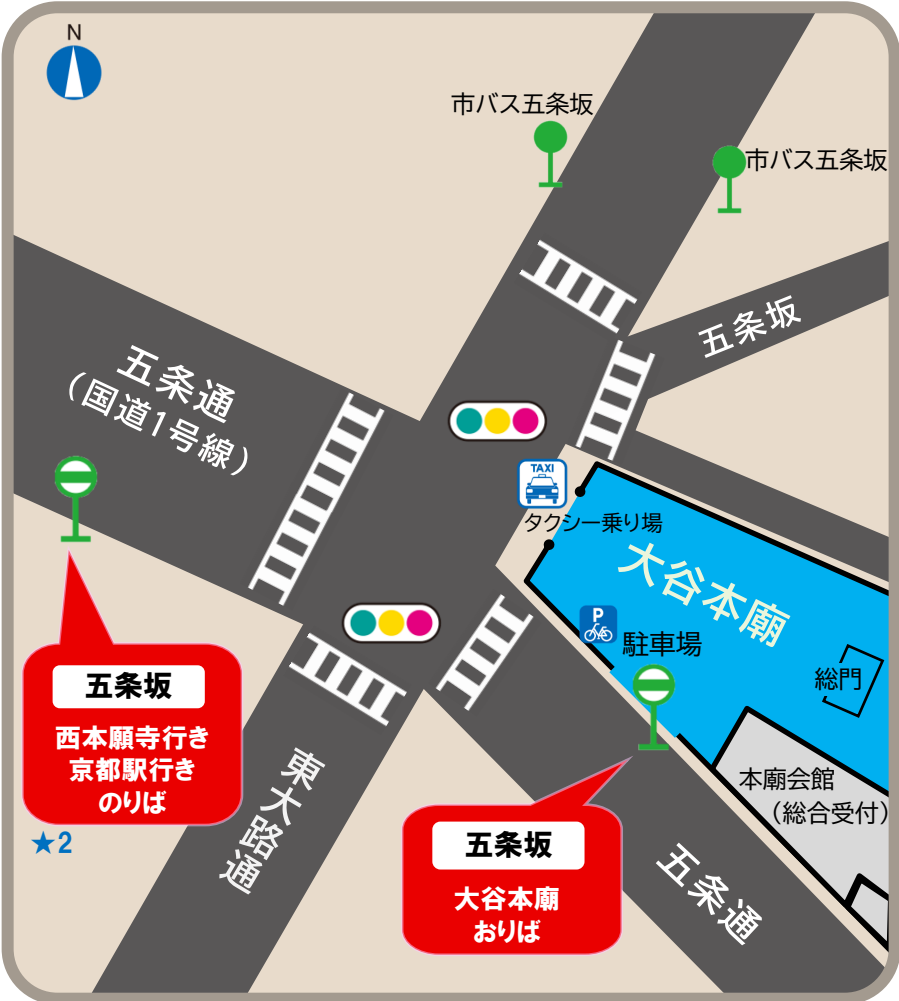 N
市バス五条坂
市バス五条坂
五条坂
五条通
（国道1号線）
TAXI
タクシー乗り場
大谷本廟
P
駐車場
総門
五条坂
西本願寺行き
京都駅行き
のりば
★2
東大路通
本廟会館
（総合受付）
五条坂
大谷本廟
おりば
五条通